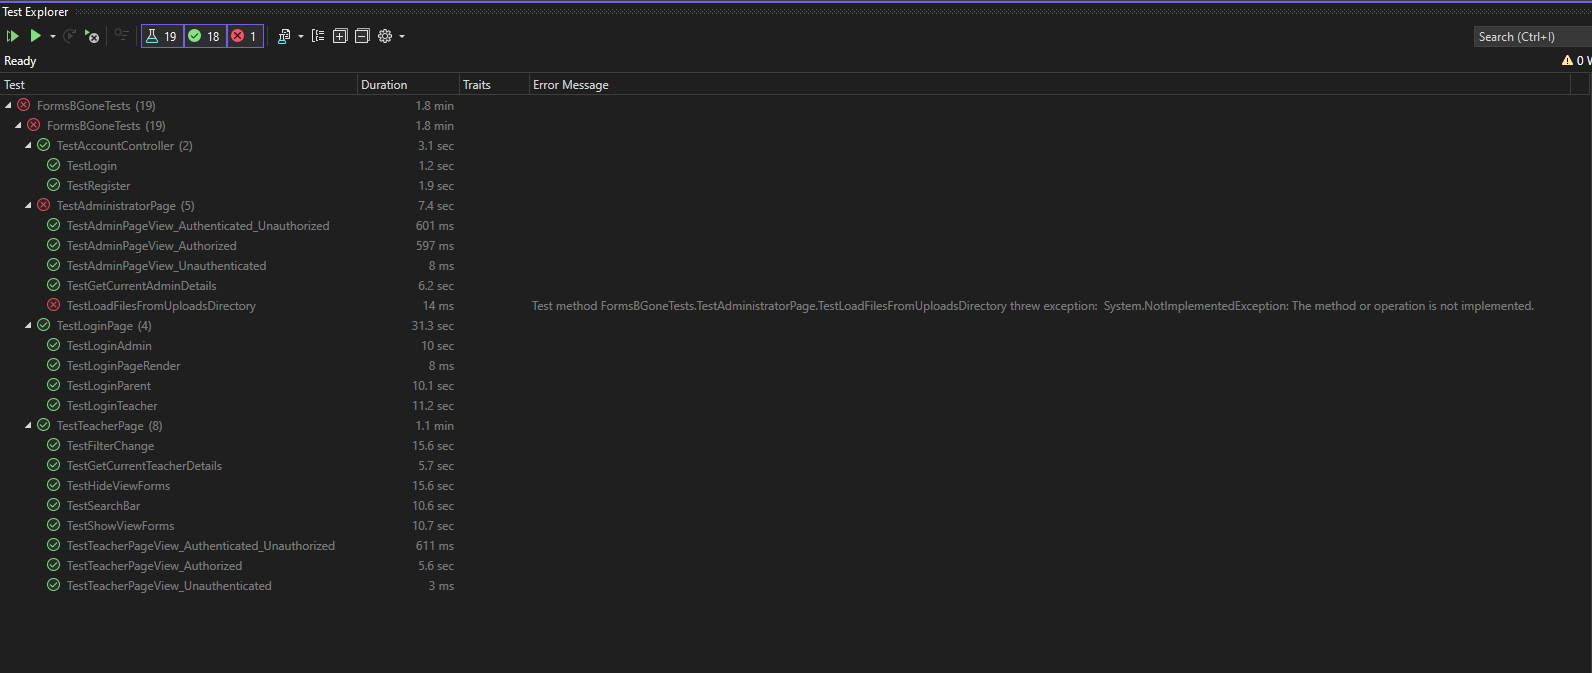 Test Explorer
19 18 1
Search (Ctrl+I)
Ready 0 W
Test Duration Traits Error Message
FormsBGoneTests (19) 1.8 min
FormsBGoneTests (19) 1.8 min
TestAccountController (2) 3.1 sec
TestLogin 1.2 sec
TestRegister 1.9 sec
TestAdministratorPage (5) 7.4 sec
TestAdminPageView_Authenticated_Unauthorized 601 ms
TestAdminPageView_Authorized 597 ms
TestAdminPageView_Unauthenticated 8 ms
TestGetCurrentAdminDetails 6.2 sec
TestLoadFilesFromUploadsDirectory 14 ms Test method FormsBGoneTests.TestAdministratorPage.TestLoadFilesFromUploadsDirectory threw exception: System.NotImplementedException: The method or operation is not implemented.
TestLoginPage (4) 31.3 sec
TestLoginAdmin 10 sec
TestLoginPageRender 8 ms
TestLoginParent 10.1 sec
TestLoginTeacher 11.2 sec
TestTeacherPage (8) 1.1 min
TestFilterChange 15.6 sec
TestGetCurrentTeacherDetails 5.7 sec
TestHideViewForms 15.6 sec
TestSearchBar 10.6 sec
TestShowViewForms 10.7 sec
TestTeacherPageView_Authenticated_Unauthorized 611 ms
TestTeacherPageView_Authorized 5.6 sec
TestTeacherPageView_Unauthenticated 3 ms